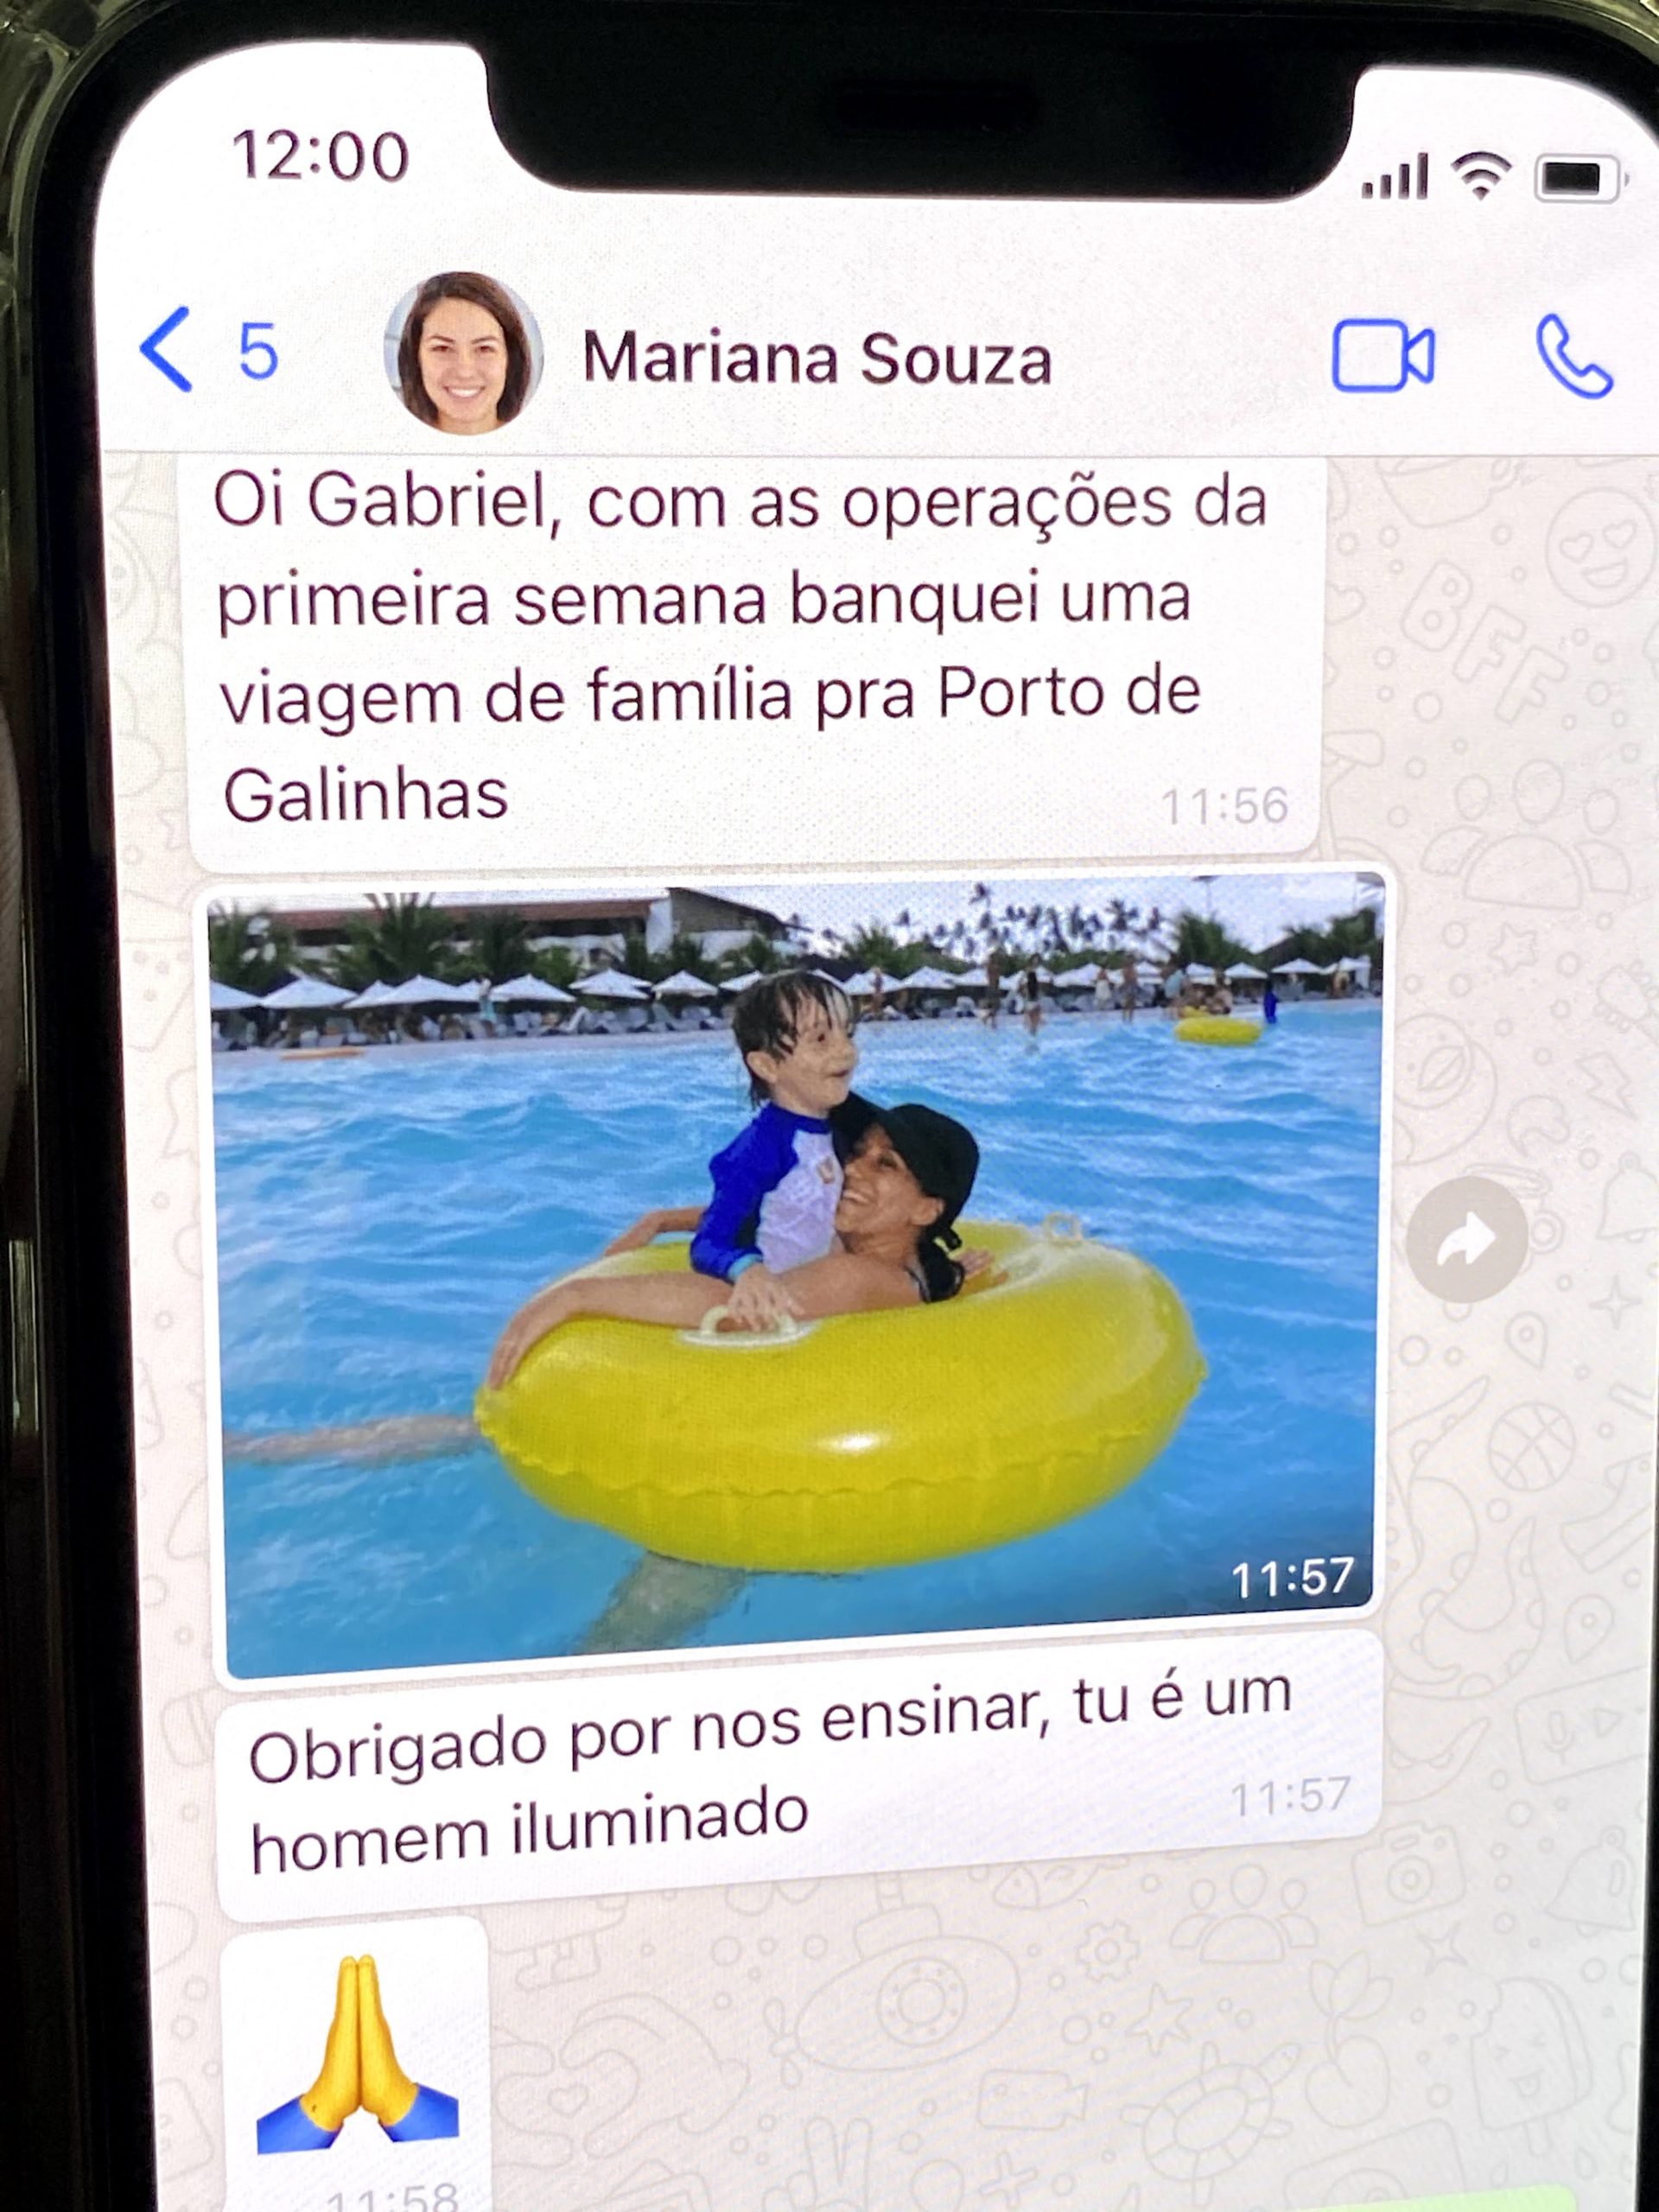 12:00
5
Mariana Souza
Oi Gabriel, com as operações da
primeira semana banquei uma
viagem de família pra Porto de
Galinhas
11:56
11:57
Obrigado por nos ensinar, tu é um
homem iluminado
11:57
11:58
BFF